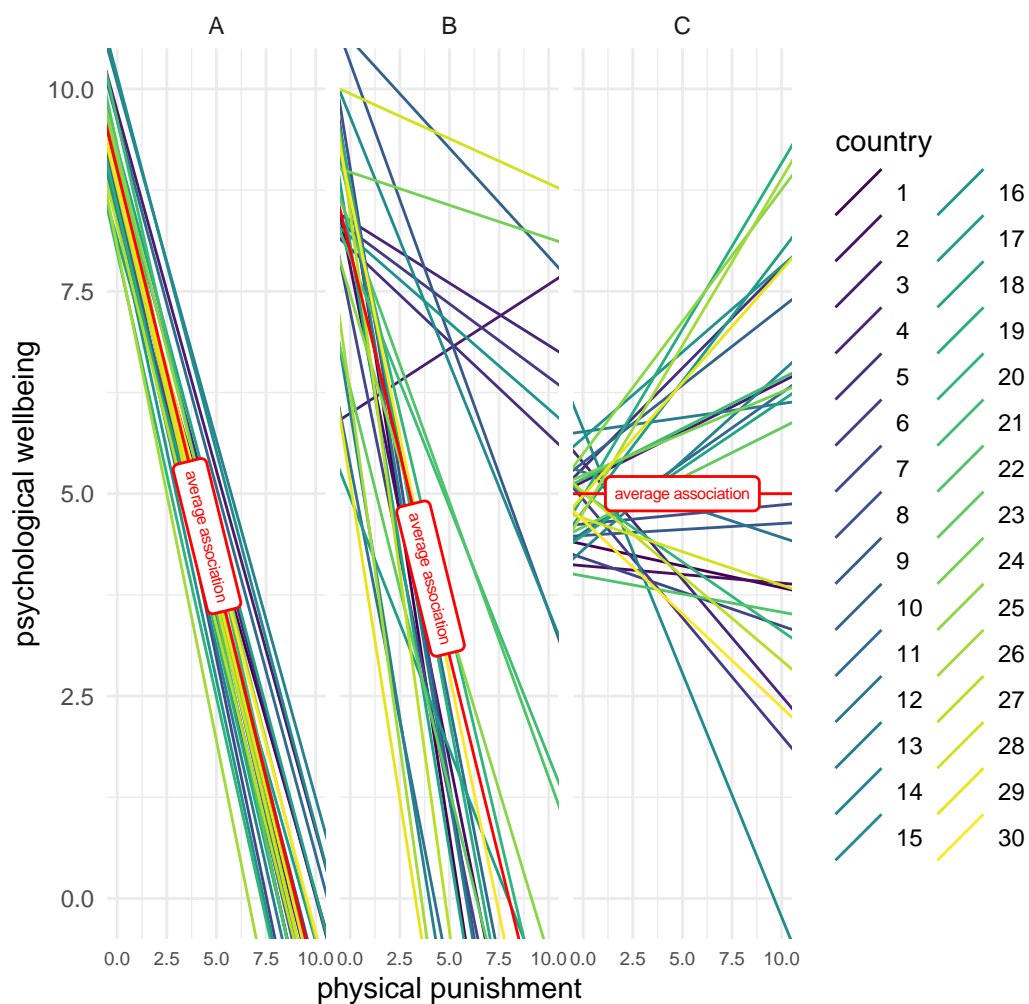 A B C
10.0
7.5
5.0
2.5
0.0
psychological wellbeing
average association
average association
average association
0.0 2.5 5.0 7.5 10.0 0.0 2.5 5.0 7.5 10.0 0.0 2.5 5.0 7.5 10.0
physical punishment
country
1 16
2 17
3 18
4 19
5 20
6 21
7 22
8 23
9 24
10 25
11 26
12 27
13 28
14 29
15 30